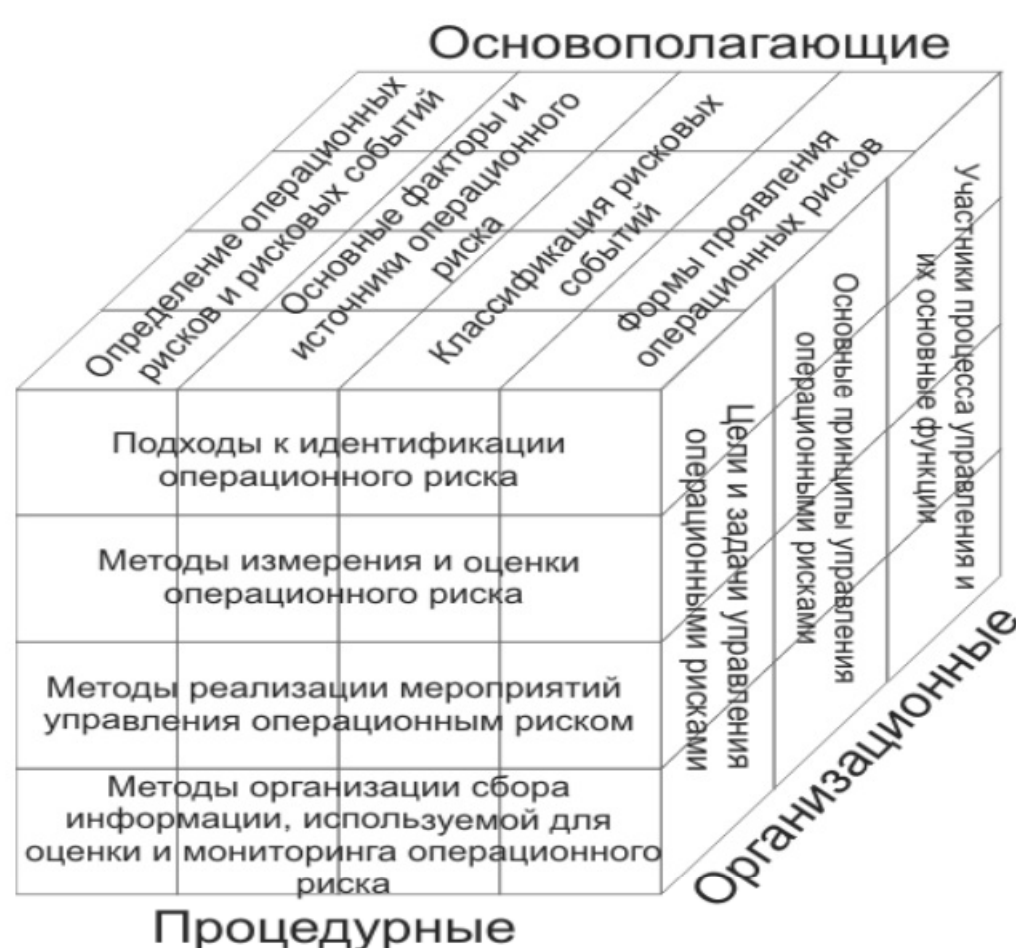 Основополагающие
Определение операционных
рисков и рисковых событий
Основные факторы и
источники операционного
риска
Классификация рисковых
событий
Формы проявления
операционных рисков
Подходы к идентификации
операционного риска
Методы измерения и оценки
операционного риска
Методы реализации мероприятий
управления операционным риском
Методы организации сбора
информации, используемой для
оценки и мониторинга операционного
риска
Процедурные
Цели и задачи управления
операционными рисками
Основные принципы управления
операционными рисками
Участники процесса управления и
их основные функции
Организационные